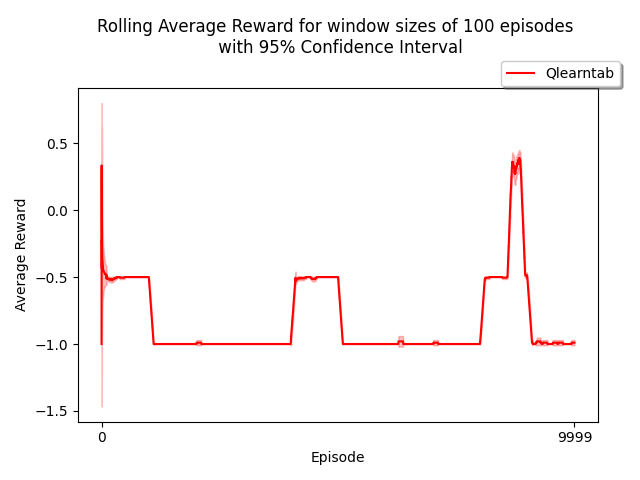 Rolling Average Reward for window sizes of 100 episodes
with 95% Confidence Interval
Qlearntab
0.5
0.0
−0.5
−1.0
−1.5
Average Reward
0
9999
Episode